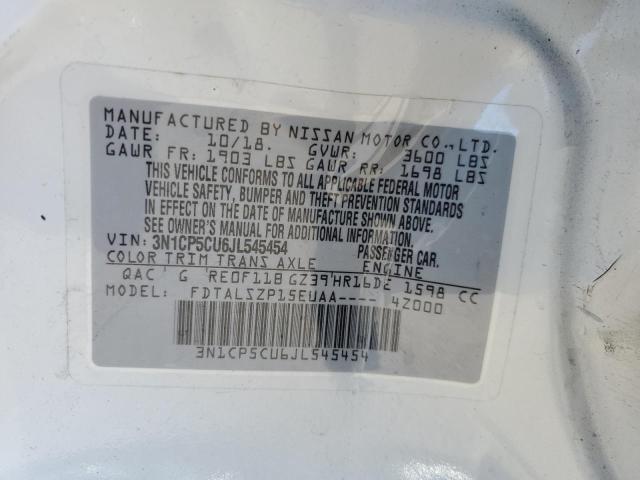 MANUFACTURED BY NISSAN MOTOR CO., LTD.
DATE: 10/18. GVWR: 3600 LBS
GAWR FR: 1903 LBS GAWR RR: 1698 LBS
THIS VEHICLE CONFORMS TO ALL APPLICABLE FEDERAL MOTOR
VEHICLE SAFETY, BUMPER AND THEFT PREVENTION STANDARDS
IN EFFECT ON THE DATE OF MANUFACTURE SHOWN ABOVE.
SEE OWNER'S MANUAL FOR ADDITIONAL INFORMATION.
VIN: 3N1CP5CU6JL545454 PASSENGER CAR.
COLOR TRIM TRANS AXLE ENGINE
QAC G RE0F11B GZ39 HR16DE 1598 CC
FDTALSZP15EUAA---- 4Z000
3N1CP5CU6JL545454